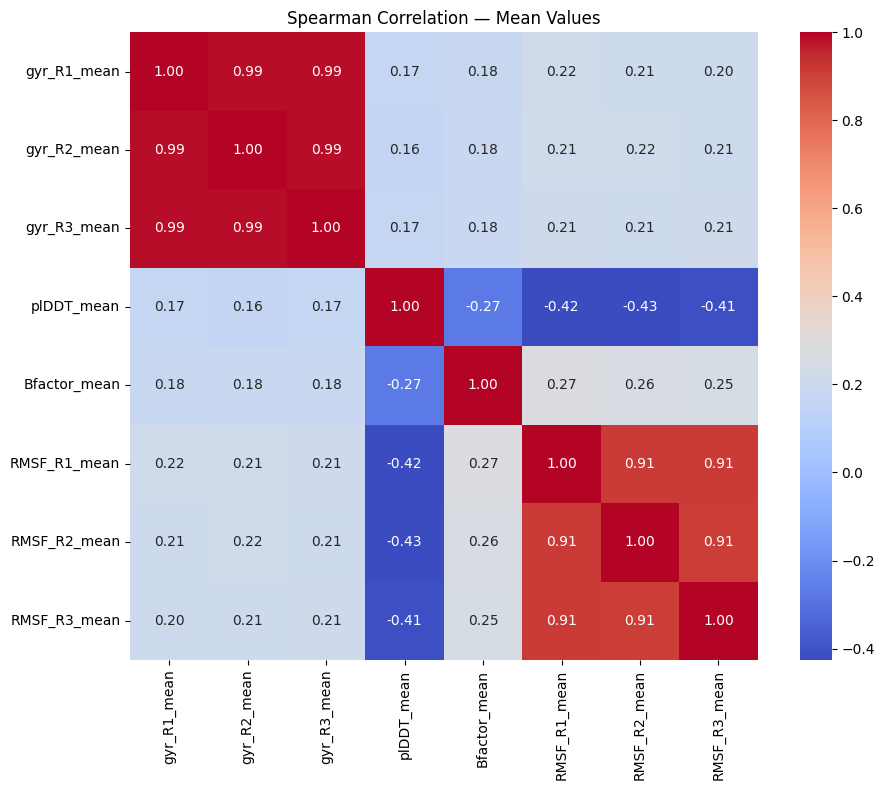 Spearman Correlation — Mean Values
gyr_R1_mean 1.00 0.99 0.99 0.17 0.18 0.22 0.21 0.20
gyr_R2_mean 0.99 1.00 0.99 0.16 0.18 0.21 0.22 0.21
gyr_R3_mean 0.99 0.99 1.00 0.17 0.18 0.21 0.21 0.21
plDDT_mean 0.17 0.16 0.17 1.00 -0.27 -0.42 -0.43 -0.41
Bfactor_mean 0.18 0.18 0.18 -0.27 1.00 0.27 0.26 0.25
RMSF_R1_mean 0.22 0.21 0.21 -0.42 0.27 1.00 0.91 0.91
RMSF_R2_mean 0.21 0.22 0.21 -0.43 0.26 0.91 1.00 0.91
RMSF_R3_mean 0.20 0.21 0.21 -0.41 0.25 0.91 0.91 1.00
gyr_R1_mean gyr_R2_mean gyr_R3_mean plDDT_mean Bfactor_mean RMSF_R1_mean RMSF_R2_mean RMSF_R3_mean
1.0
0.8
0.6
0.4
0.2
0.0
−0.2
−0.4